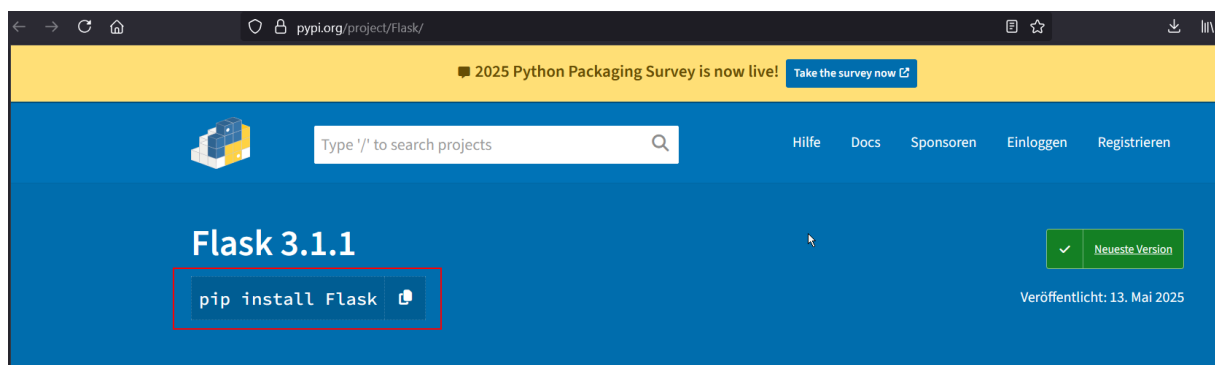 pypi.org/project/Flask/
2025 Python Packaging Survey is now live! Take the survey now
Type '/' to search projects
Hilfe Docs Sponsoren Einloggen Registrieren
Flask 3.1.1
Neueste Version
pip install Flask
Veröffentlicht: 13. Mai 2025